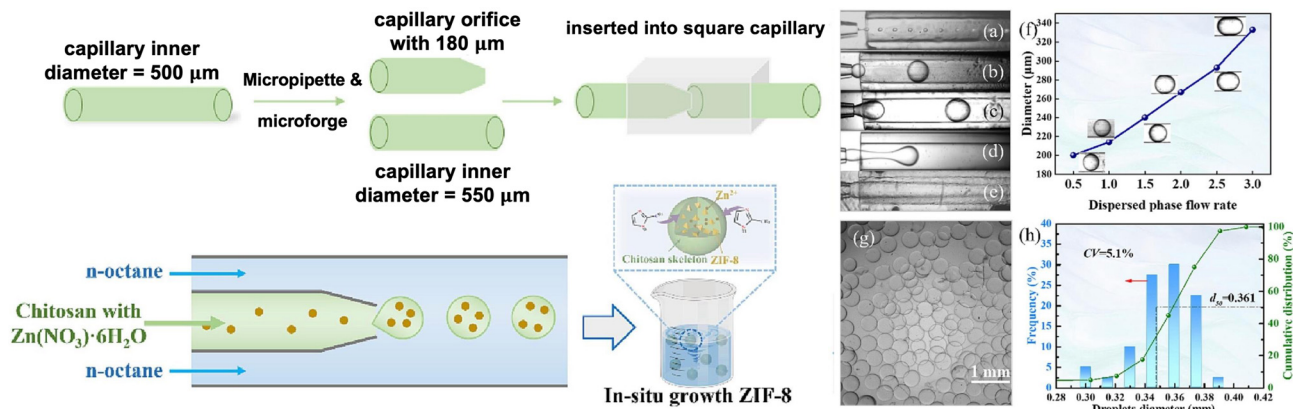 capillary inner
diameter = 500 μm
Micropipette &
microforge
capillary orifice
with 180 μm
capillary inner
diameter = 550 μm
inserted into square capillary
n-octane
Chitosan with
Zn(NO₃)·6H₂O
n-octane
Zn²⁺
ZIF-8
Chitosan skeleton
In-situ growth ZIF-8
(a)
(b)
(c)
(d)
(e)
(f)
Diameter (μm)
340
320
300
280
260
240
220
200
180
0.5
1.0
1.5
2.0
2.5
3.0
Dispersed phase flow rate
(g)
1 mm
(h)
CV=5.1%
d₅₀=0.361
Frequency (%)
40
35
30
25
20
15
10
5
0
Cumulative distribution (%)
100
80
60
40
20
0
0.28
0.30
0.32
0.34
0.36
0.38
0.40
0.42
Droplets diameter (mm)